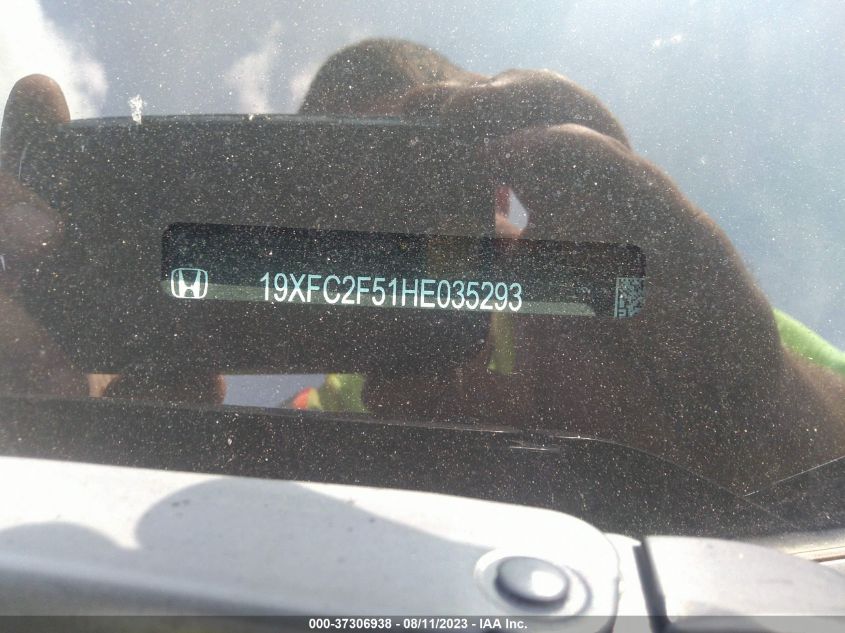 19XFC2F51HE035293
000-37306938 - 08/11/2023 - IAA Inc.